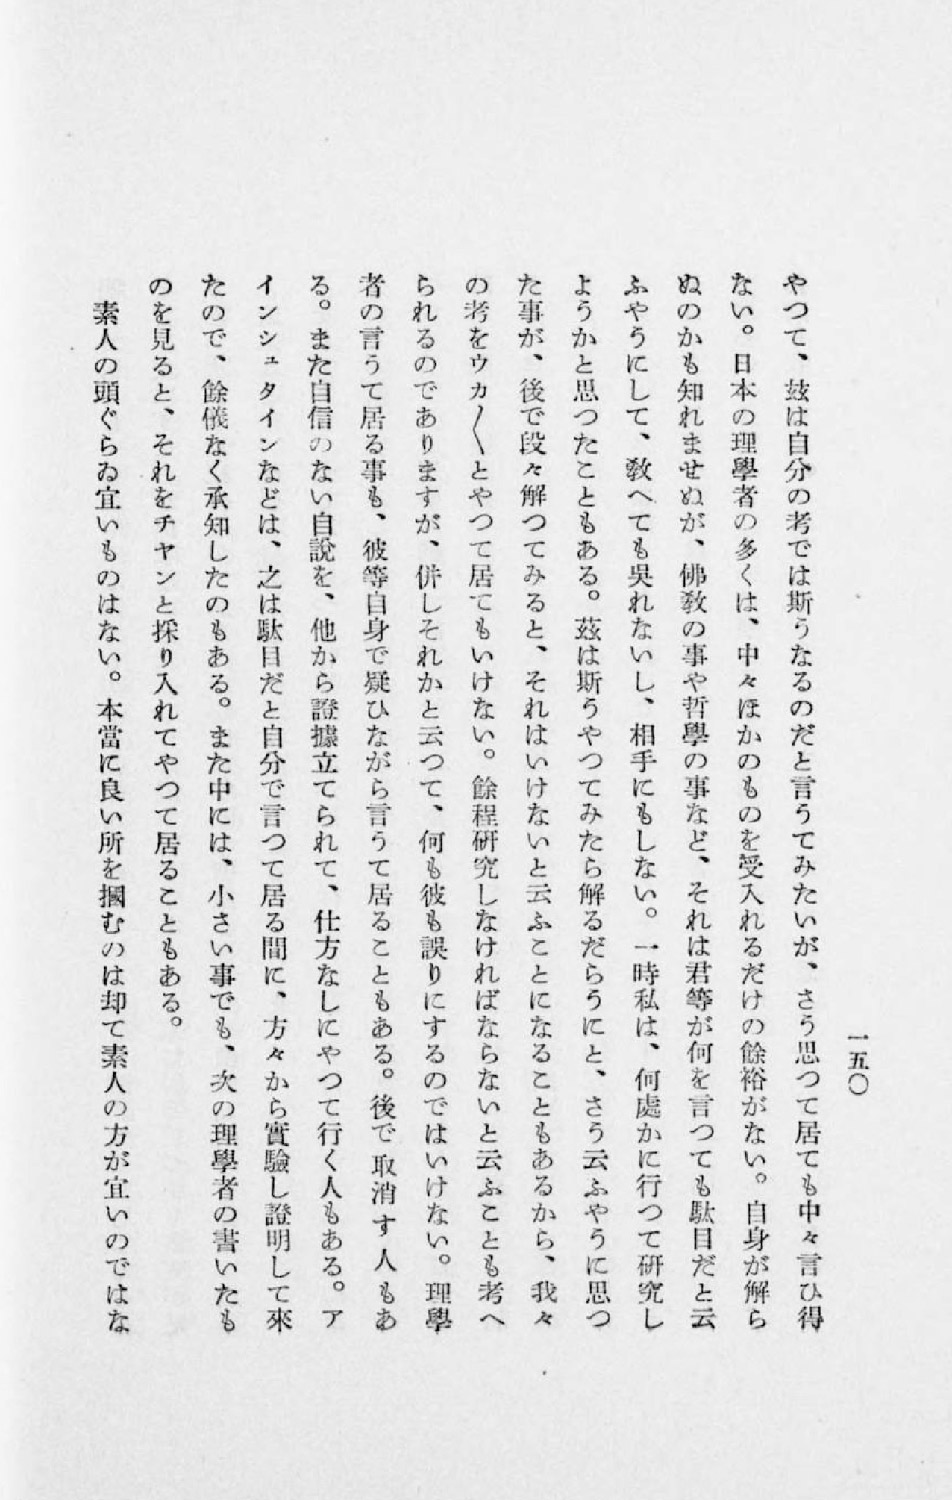 一五〇
やつて、玆は自分の考では斯うなるのだと言うてみたいが、さう思つて居ても中々言ひ得
ない。日本の理學者の多くは、中々ほかのものを受入れるだけの餘裕がない。自身が解ら
ぬのかも知れませぬが、佛教の事や哲學の事など、それは君等が何を言つても駄目だと云
ふやうにして、敎へても吳れないし、相手にもしない。一時私は、何處かに行つて硏究し
ようかと思つたこともある。玆は斯うやつてみたら解るだらうにと、さう云ふやうに思つ
た事が、後で段々解つてみると、それはいけないと云ふことになることもあるから、我々
の考をウカ〳〵とやつて居てもいけない。餘程硏究しなければならないと云ふことも考へ
られるのでありますが、併しそれかと云つて、何も彼も誤りにするのではいけない。理學
者の言うて居る事も、彼等自身で疑ひながら言うて居ることもある。後で取消す人もあ
る。また自信のない自說を、他から證據立てられて、仕方なしにやつて行く人もある。ア
インシュタインなどは、之は駄目だと自分で言つて居る間に、方々から實驗し證明して來
たので、餘儀なく承知したのもある。また中には、小さい事でも、次の理學者の書いたも
のを見ると、それをチヤンと採り入れてやつて居ることもある。
素人の頭ぐらゐ宜いものはない。本當に良い所を摑むのは却て素人の方が宜いのではな